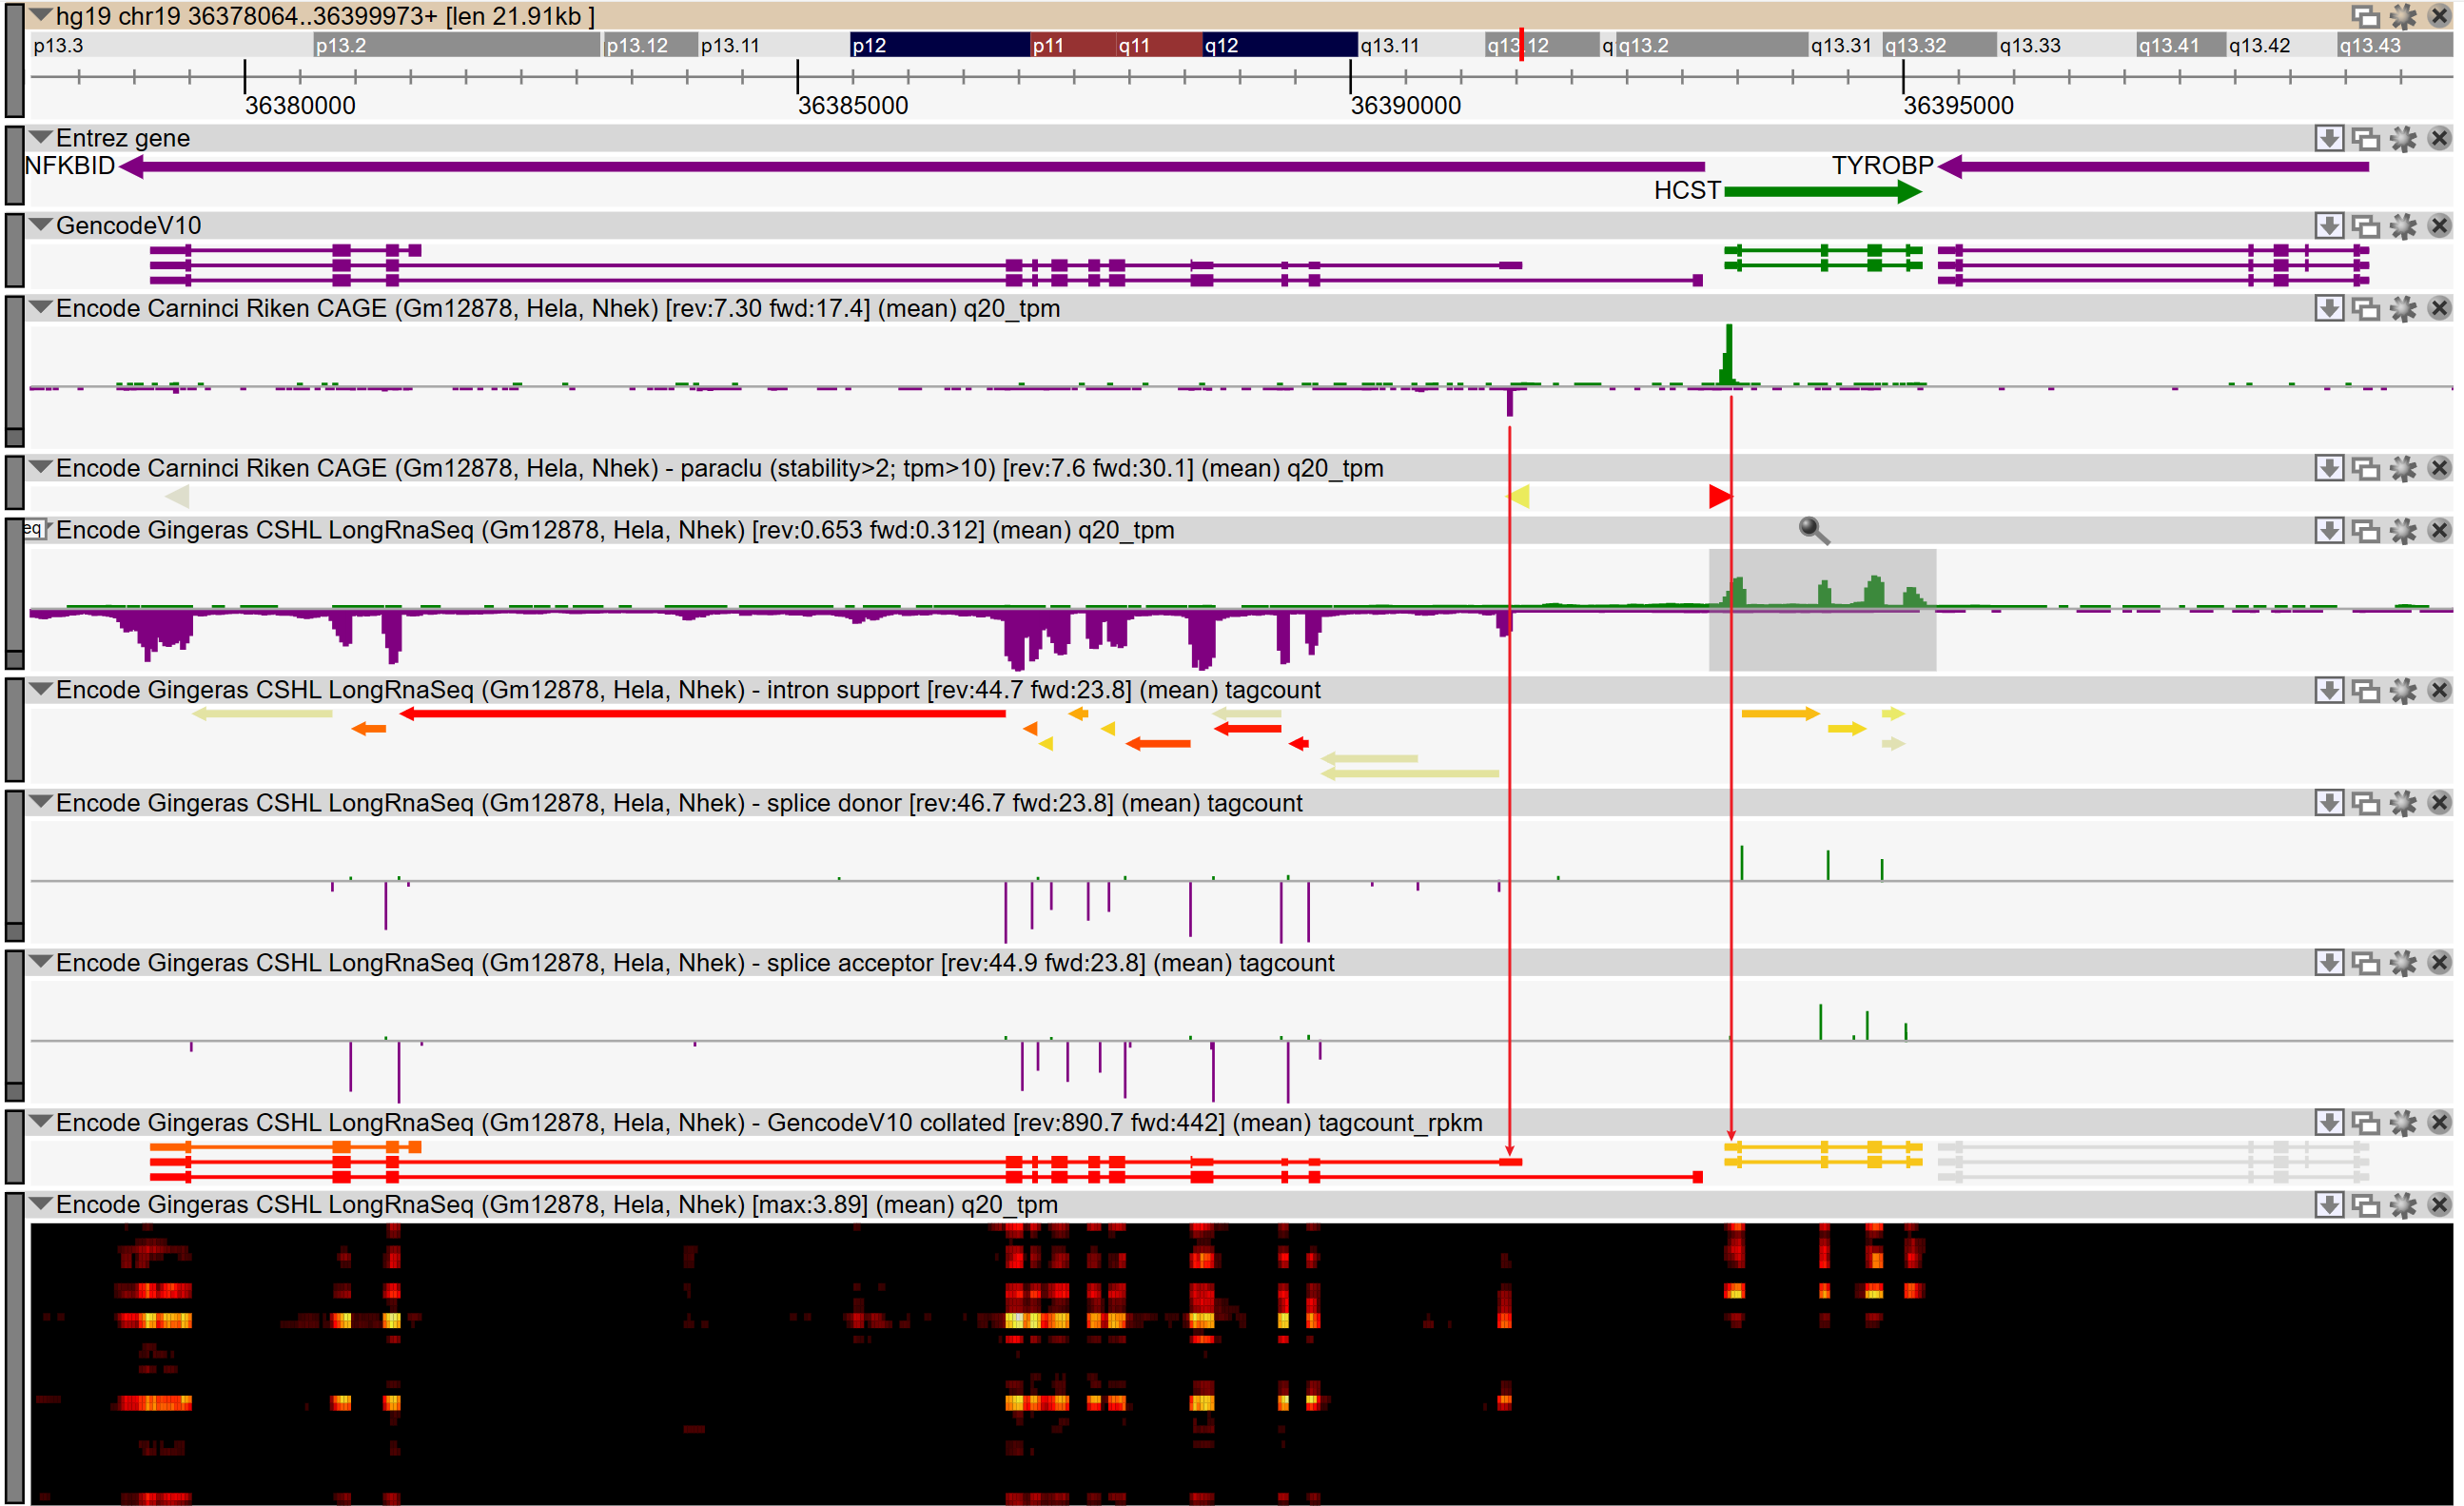 hg19 chr19 36378064..36399973+ [len 21.91kb ]
p13.3 p13.2 p13.12 p13.11 p12 p11 q11 q12 q13.11 q13.12 q q13.2 q13.31 q13.32 q13.33 q13.41 q13.42 q13.43
36380000 36385000 36390000 36395000
Entrez gene
NFKBID TYROBP
HCST
GencodeV10
Encode Carninci Riken CAGE (Gm12878, Hela, Nhek) [rev:7.30 fwd:17.4] (mean) q20_tpm
Encode Carninci Riken CAGE (Gm12878, Hela, Nhek) - paraclu (stability>2; tpm>10) [rev:7.6 fwd:30.1] (mean) q20_tpm
eq Encode Gingeras CSHL LongRnaSeq (Gm12878, Hela, Nhek) [rev:0.653 fwd:0.312] (mean) q20_tpm
Encode Gingeras CSHL LongRnaSeq (Gm12878, Hela, Nhek) - intron support [rev:44.7 fwd:23.8] (mean) tagcount
Encode Gingeras CSHL LongRnaSeq (Gm12878, Hela, Nhek) - splice donor [rev:46.7 fwd:23.8] (mean) tagcount
Encode Gingeras CSHL LongRnaSeq (Gm12878, Hela, Nhek) - splice acceptor [rev:44.9 fwd:23.8] (mean) tagcount
Encode Gingeras CSHL LongRnaSeq (Gm12878, Hela, Nhek) - GencodeV10 collated [rev:890.7 fwd:442] (mean) tagcount_rpkm
Encode Gingeras CSHL LongRnaSeq (Gm12878, Hela, Nhek) [max:3.89] (mean) q20_tpm